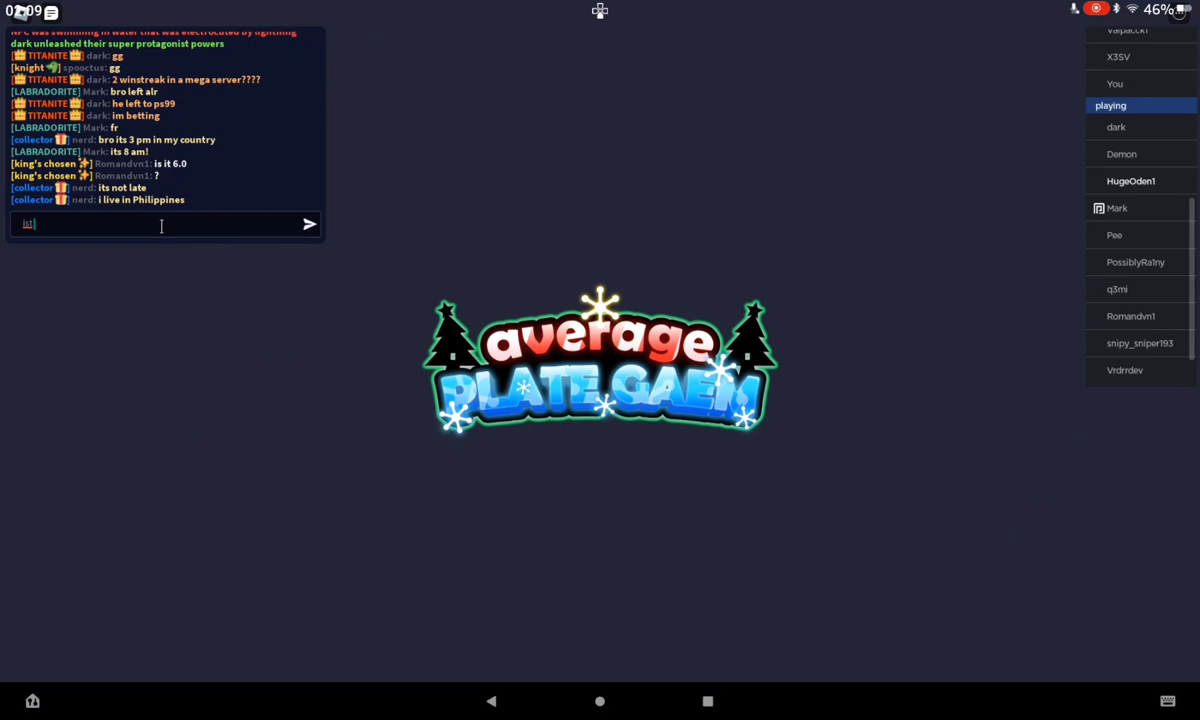 02:09
46%
NPC was swimming in water that was electrocuted by lightning
dark unleashed their super protagonist powers
[TITANITE] dark: gg
[knight] spooctus: gg
[TITANITE] dark: 2 winstreak in a mega server????
[LABRADORITE] Mark: bro left alr
[TITANITE] dark: he left to ps99
[TITANITE] dark: im betting
[LABRADORITE] Mark: fr
[collector] nerd: bro its 3 pm in my country
[LABRADORITE] Mark: its 8 am!
[king's chosen] Romandvn1: is it 6.0
[king's chosen] Romandvn1: ?
[collector] nerd: its not late
[collector] nerd: i live in Philippines
ist
average
PLATE GAEM
X3SV
You
playing
dark
Demon
HugeOden1
Mark
Pee
PossiblyRa1ny
q3mi
Romandvn1
snipy_sniper193
Vrdrrdev